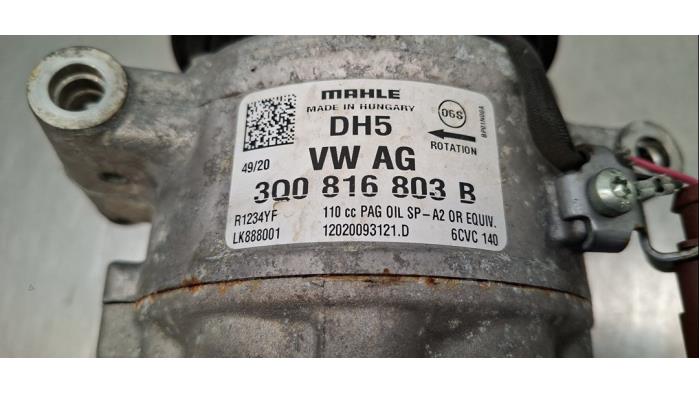 MAHLE
MADE IN HUNGARY
06S
DH5
ROTATION
BP01N00A
49/20
VW AG
3Q0 816 803 B
R1234YF 110 cc PAG OIL SP-A2 OR EQUIV.
LK888001 12020093121.D 6CVC 140